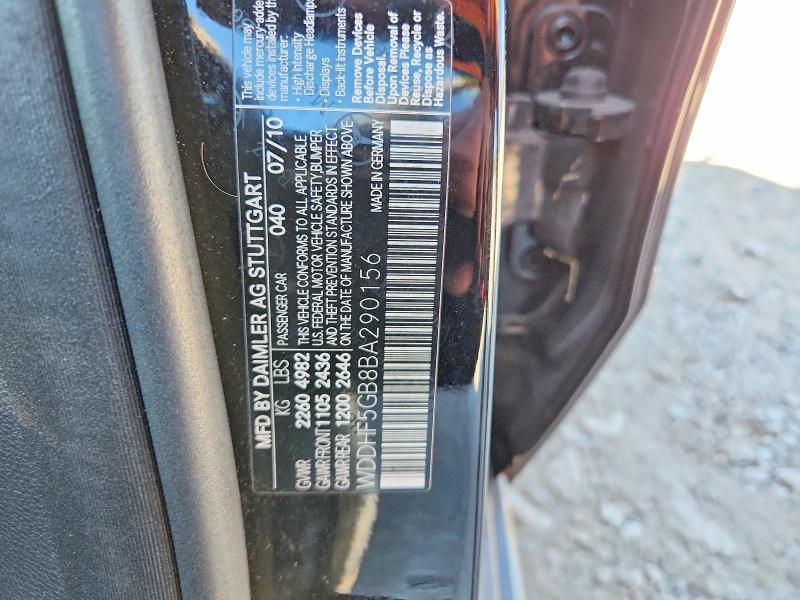 MFD BY DAIMLER AG STUTTGART
PASSENGER CAR 040 07/10
KG LBS
GVWR 2260 4982
GAWR FRONT 1105 2436
GAWR REAR 1200 2646
THIS VEHICLE CONFORMS TO ALL APPLICABLE
U.S. FEDERAL MOTOR VEHICLE SAFETY, BUMPER
AND THEFT PREVENTION STANDARDS IN EFFECT
ON THE DATE OF MANUFACTURE SHOWN ABOVE
WDDHF5GB8BA290156 MADE IN GERMANY
This vehicle may
include mercury-added
devices installed by the
manufacturer:
• High Intensity
Discharge Headlamps
• Displays
• Back-lit Instruments
Remove Devices
Before Vehicle
Disposal.
Upon Removal of
Devices Please
Reuse, Recycle or
Dispose as
Hazardous Waste.